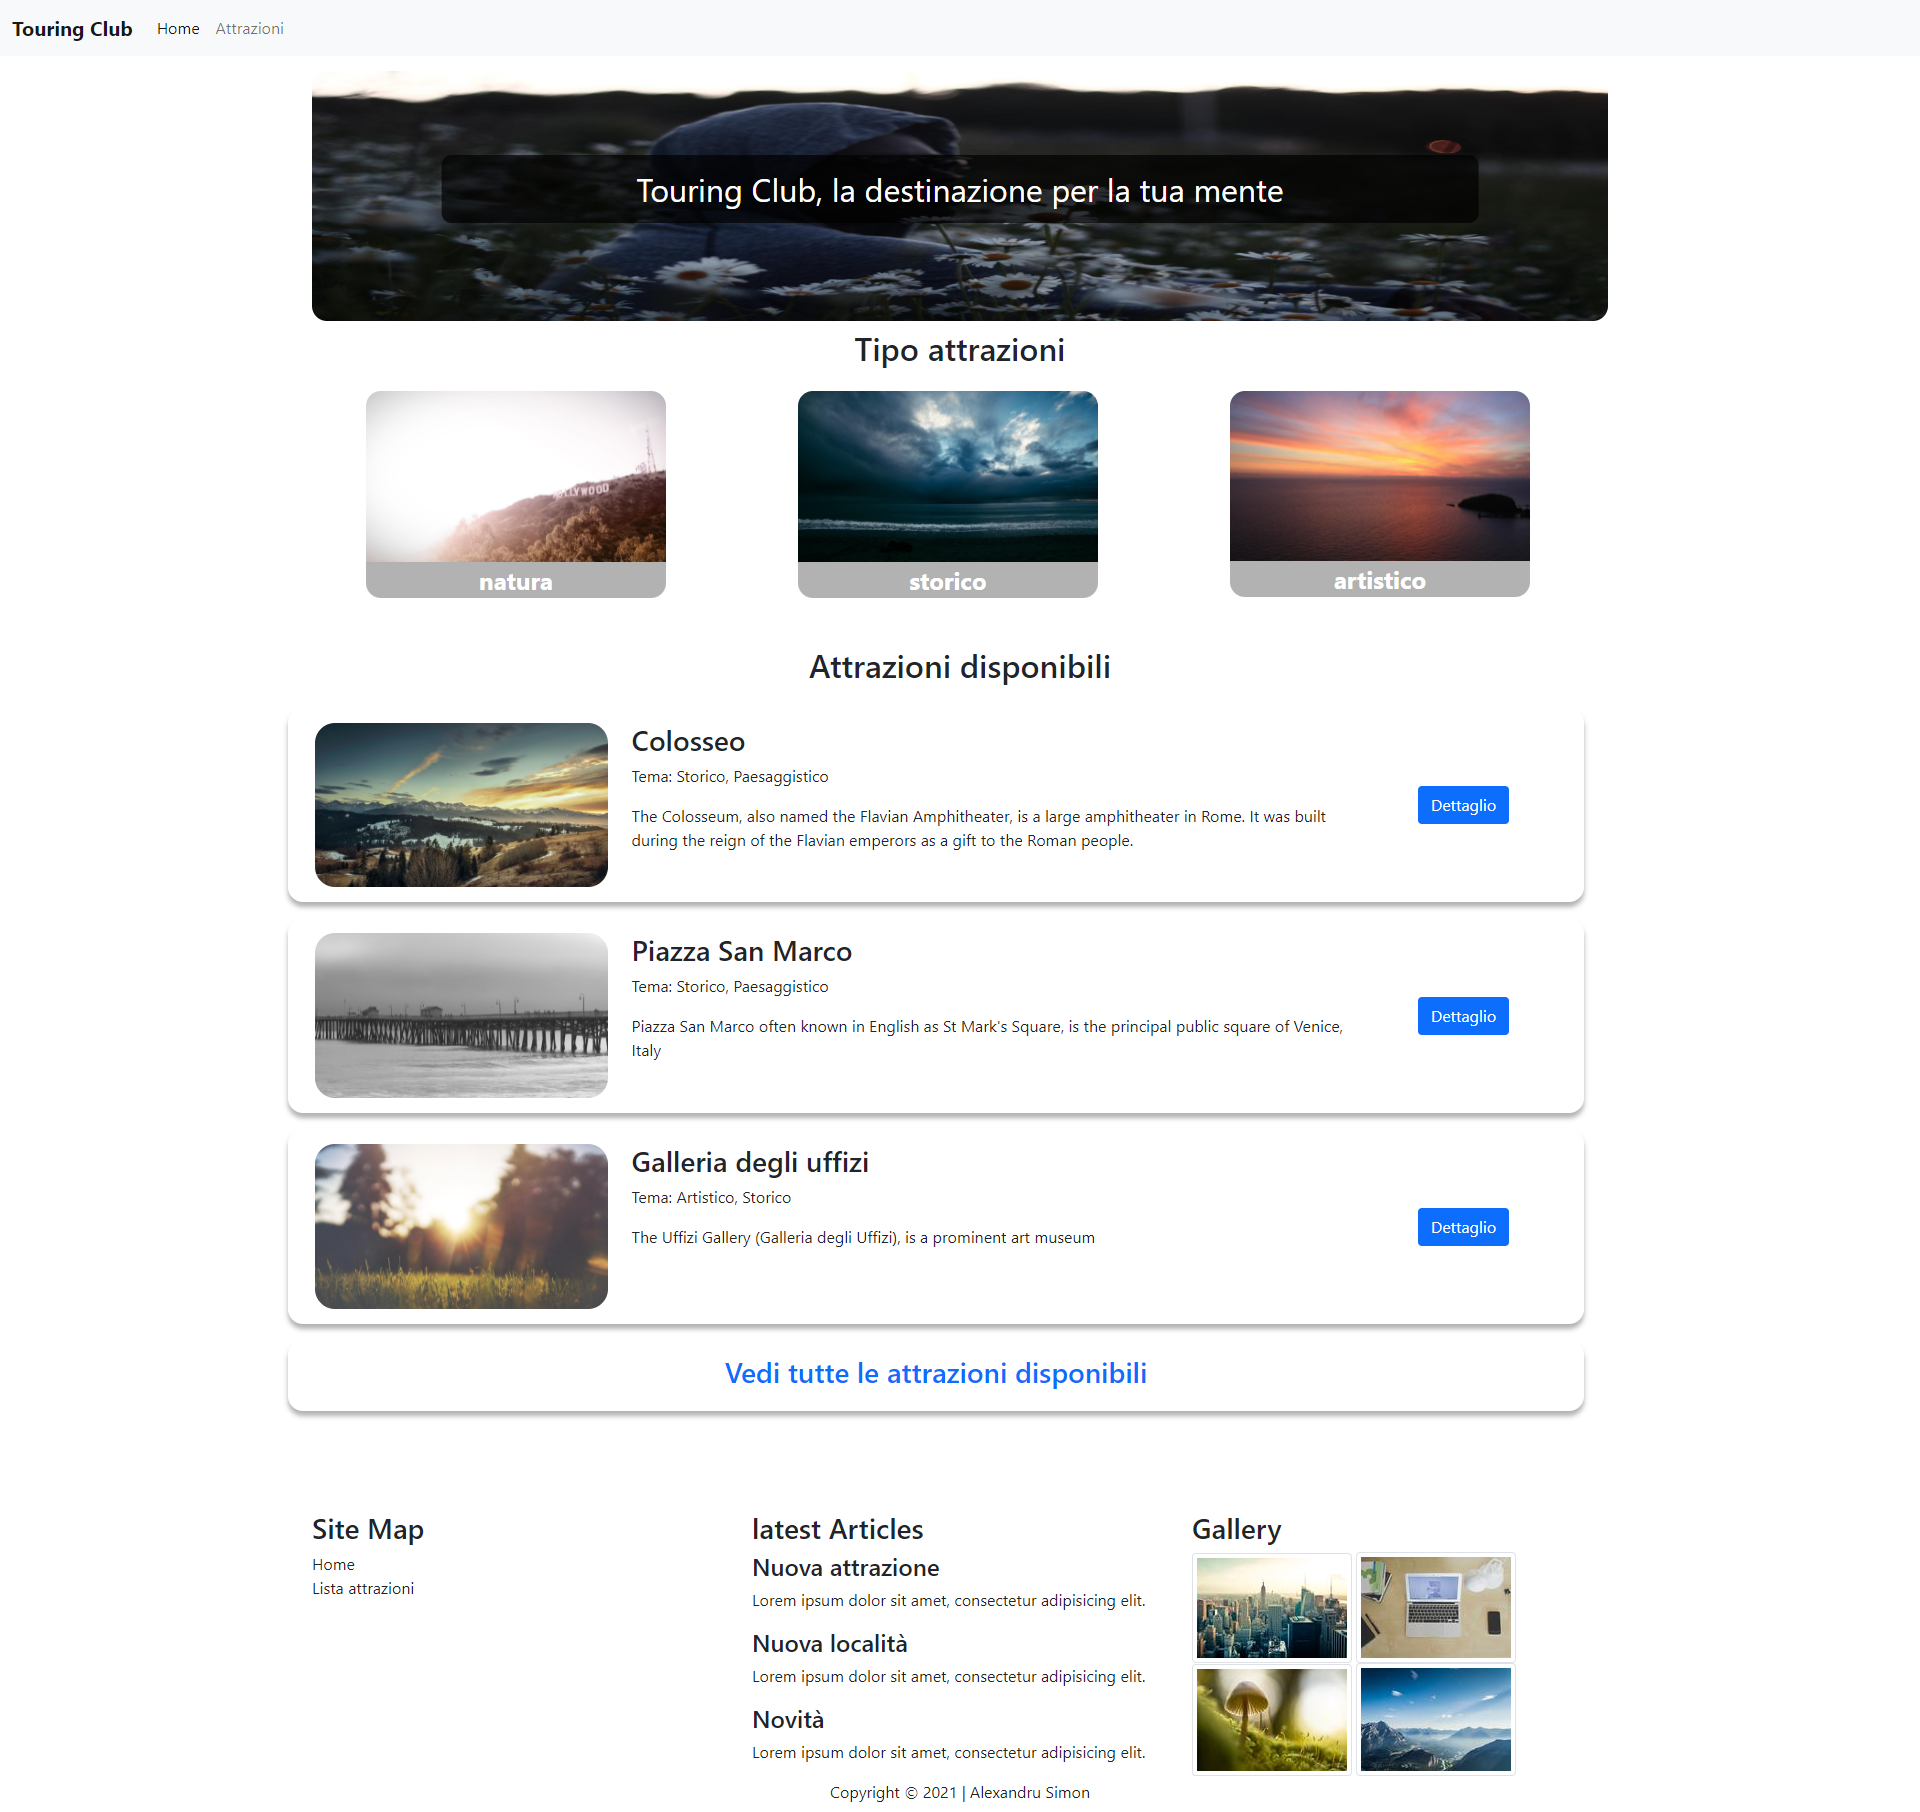 Touring Club Home Attrazioni
Touring Club, la destinazione per la tua mente
Tipo attrazioni
natura
storico
artistico
Attrazioni disponibili
Colosseo
Tema: Storico, Paesaggistico
The Colosseum, also named the Flavian Amphitheater, is a large amphitheater in Rome. It was built
during the reign of the Flavian emperors as a gift to the Roman people.
Dettaglio
Piazza San Marco
Tema: Storico, Paesaggistico
Piazza San Marco often known in English as St Mark's Square, is the principal public square of Venice,
Italy
Dettaglio
Galleria degli uffizi
Tema: Artistico, Storico
The Uffizi Gallery (Galleria degli Uffizi), is a prominent art museum
Dettaglio
Vedi tutte le attrazioni disponibili
Site Map
Home
Lista attrazioni
latest Articles
Nuova attrazione
Lorem ipsum dolor sit amet, consectetur adipisicing elit.
Nuova località
Lorem ipsum dolor sit amet, consectetur adipisicing elit.
Novità
Lorem ipsum dolor sit amet, consectetur adipisicing elit.
Gallery
Copyright © 2021 | Alexandru Simon